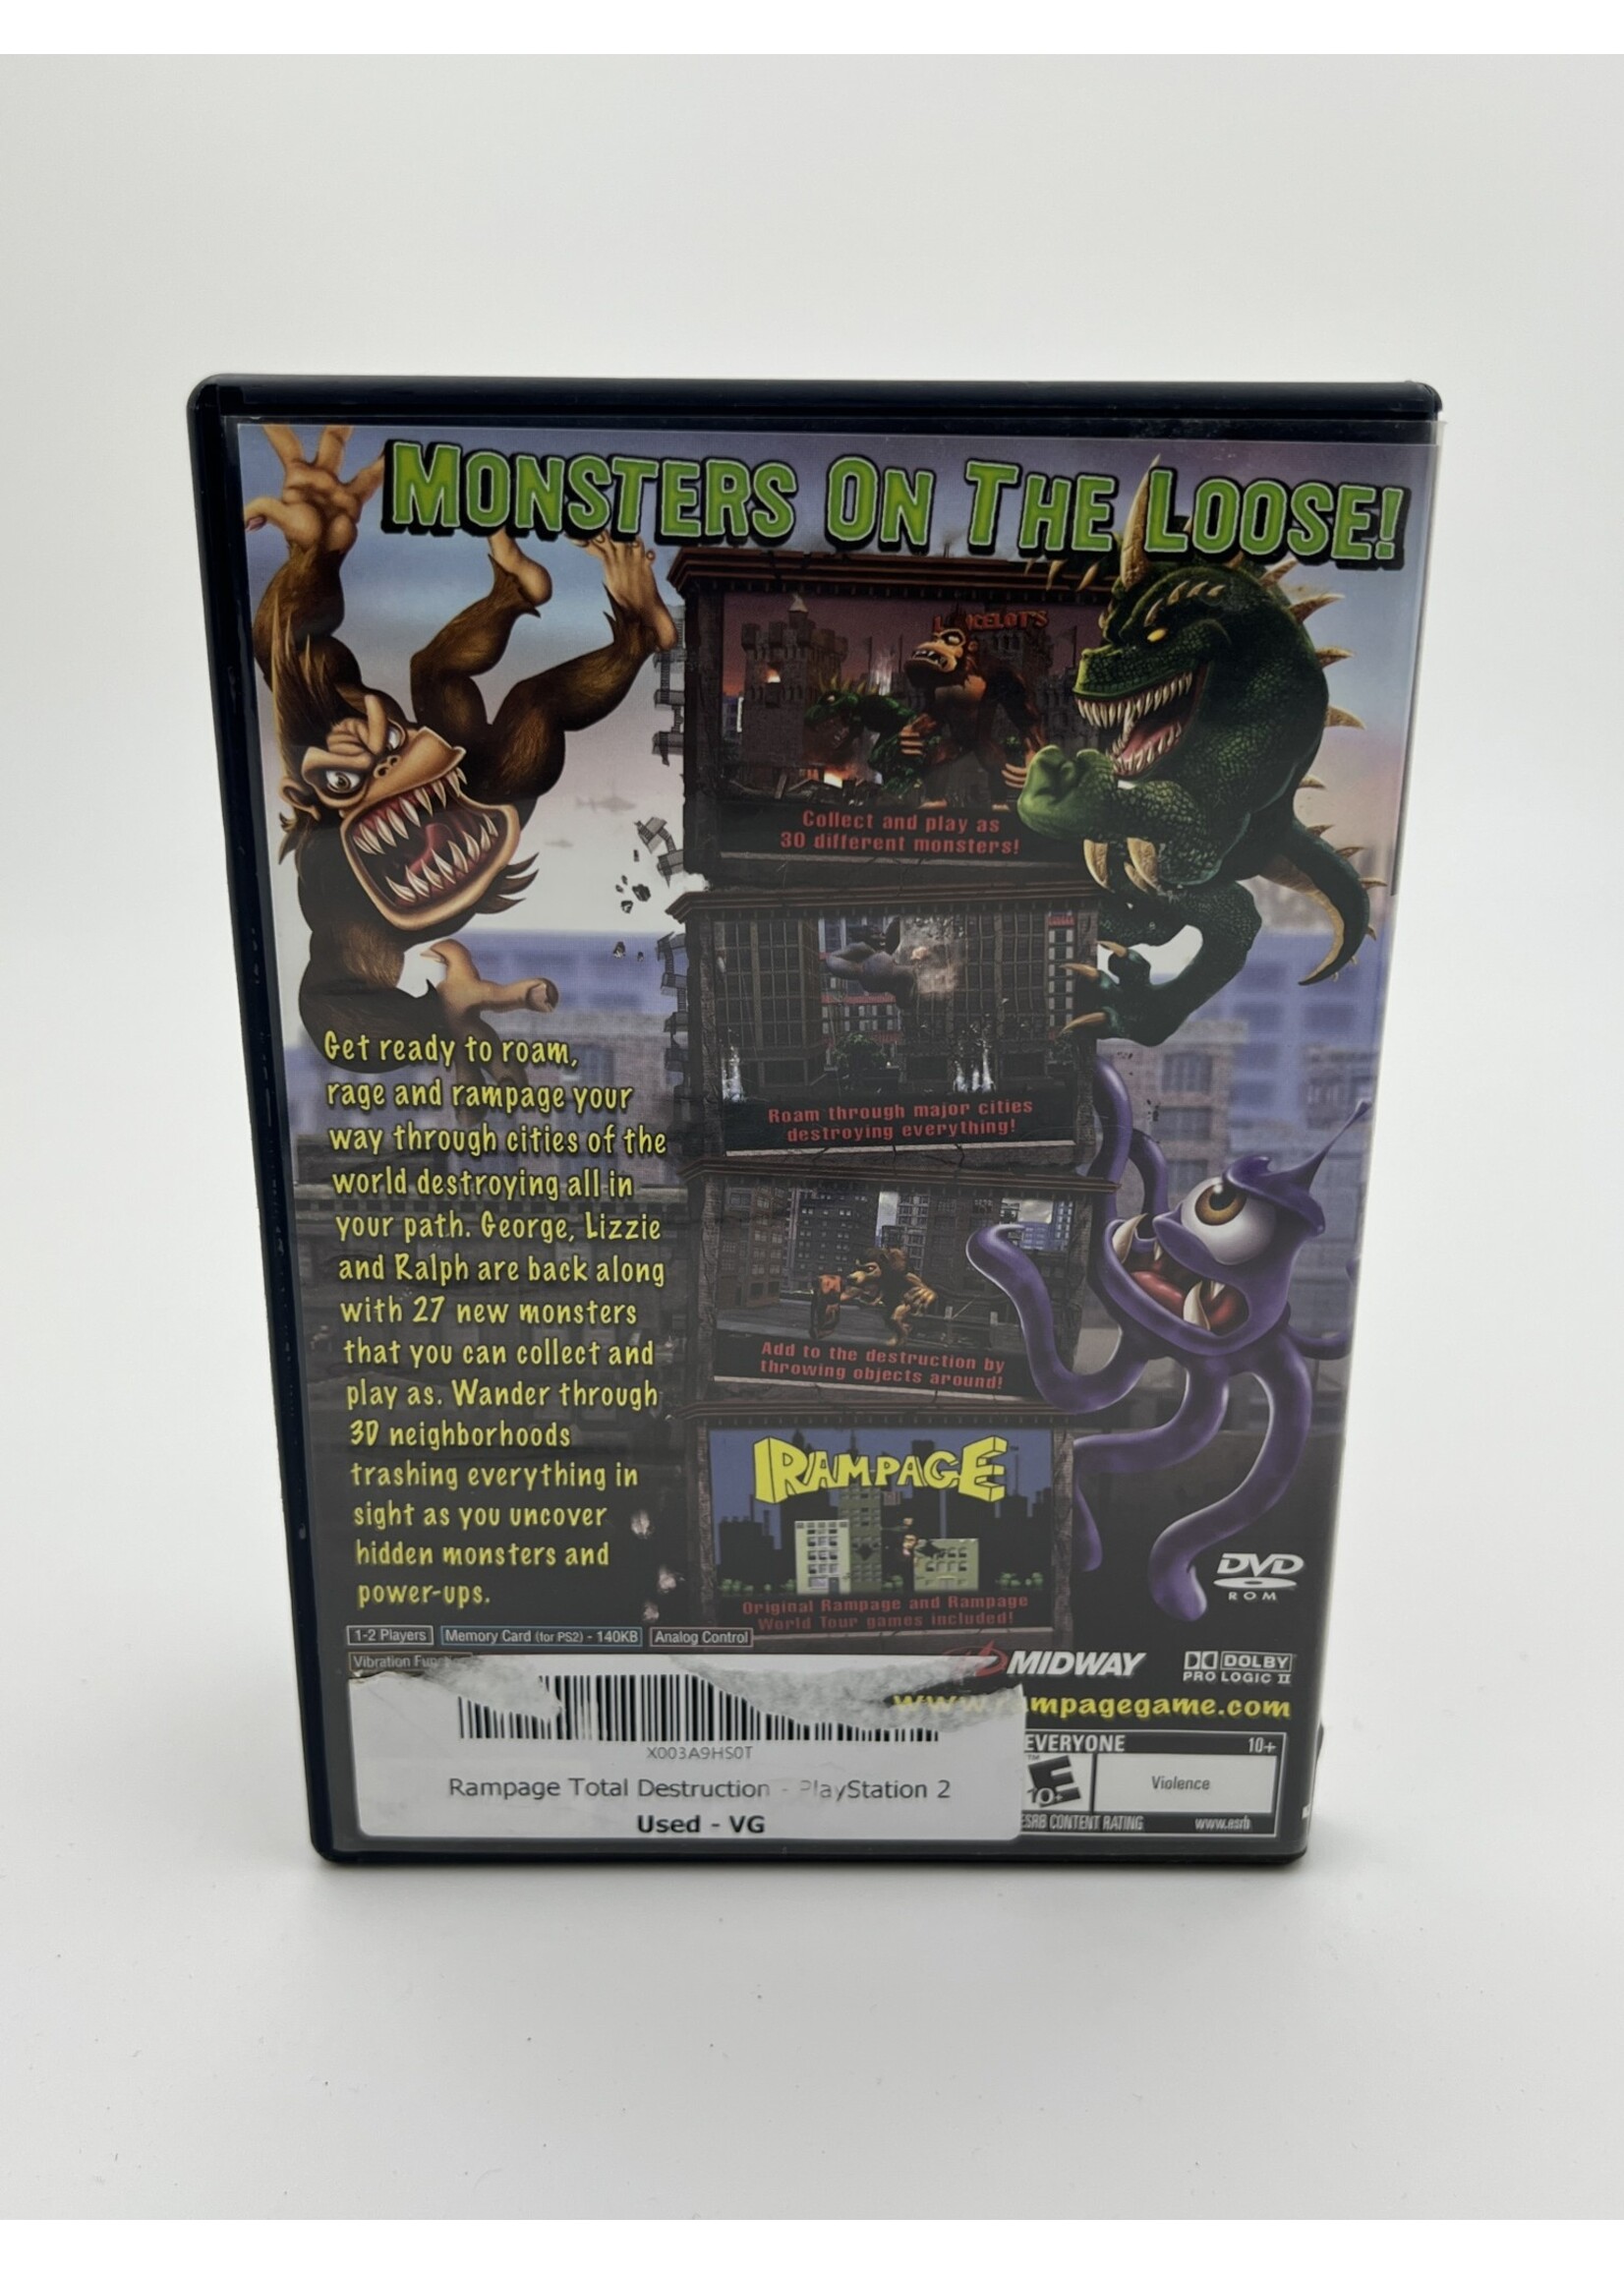 MONSTERS ON THE LOOSE!
Collect and play as
30 different monsters!
Roam through major cities
destroying everything!
Add to the destruction by
throwing objects around!
RAMPAGE
Original Rampage and Rampage
World Tour games included!
Get ready to roam,
rage and rampage your
way through cities of the
world destroying all in
your path. George, Lizzie
and Ralph are back along
with 27 new monsters
that you can collect and
play as. Wander through
3D neighborhoods
trashing everything in
sight as you uncover
hidden monsters and
power-ups.
DVD
ROM
1-2 Players
Memory Card (for PS2) - 140KB
Analog Control
Vibration
MIDWAY
DOLBY
PRO LOGIC II
mpagegame.com
X003A9HS0T
Rampage Total Destruction - PlayStation 2
Used - VG
EVERYONE 10+
E
10+
Violence
ESRB CONTENT RATING www.esrb